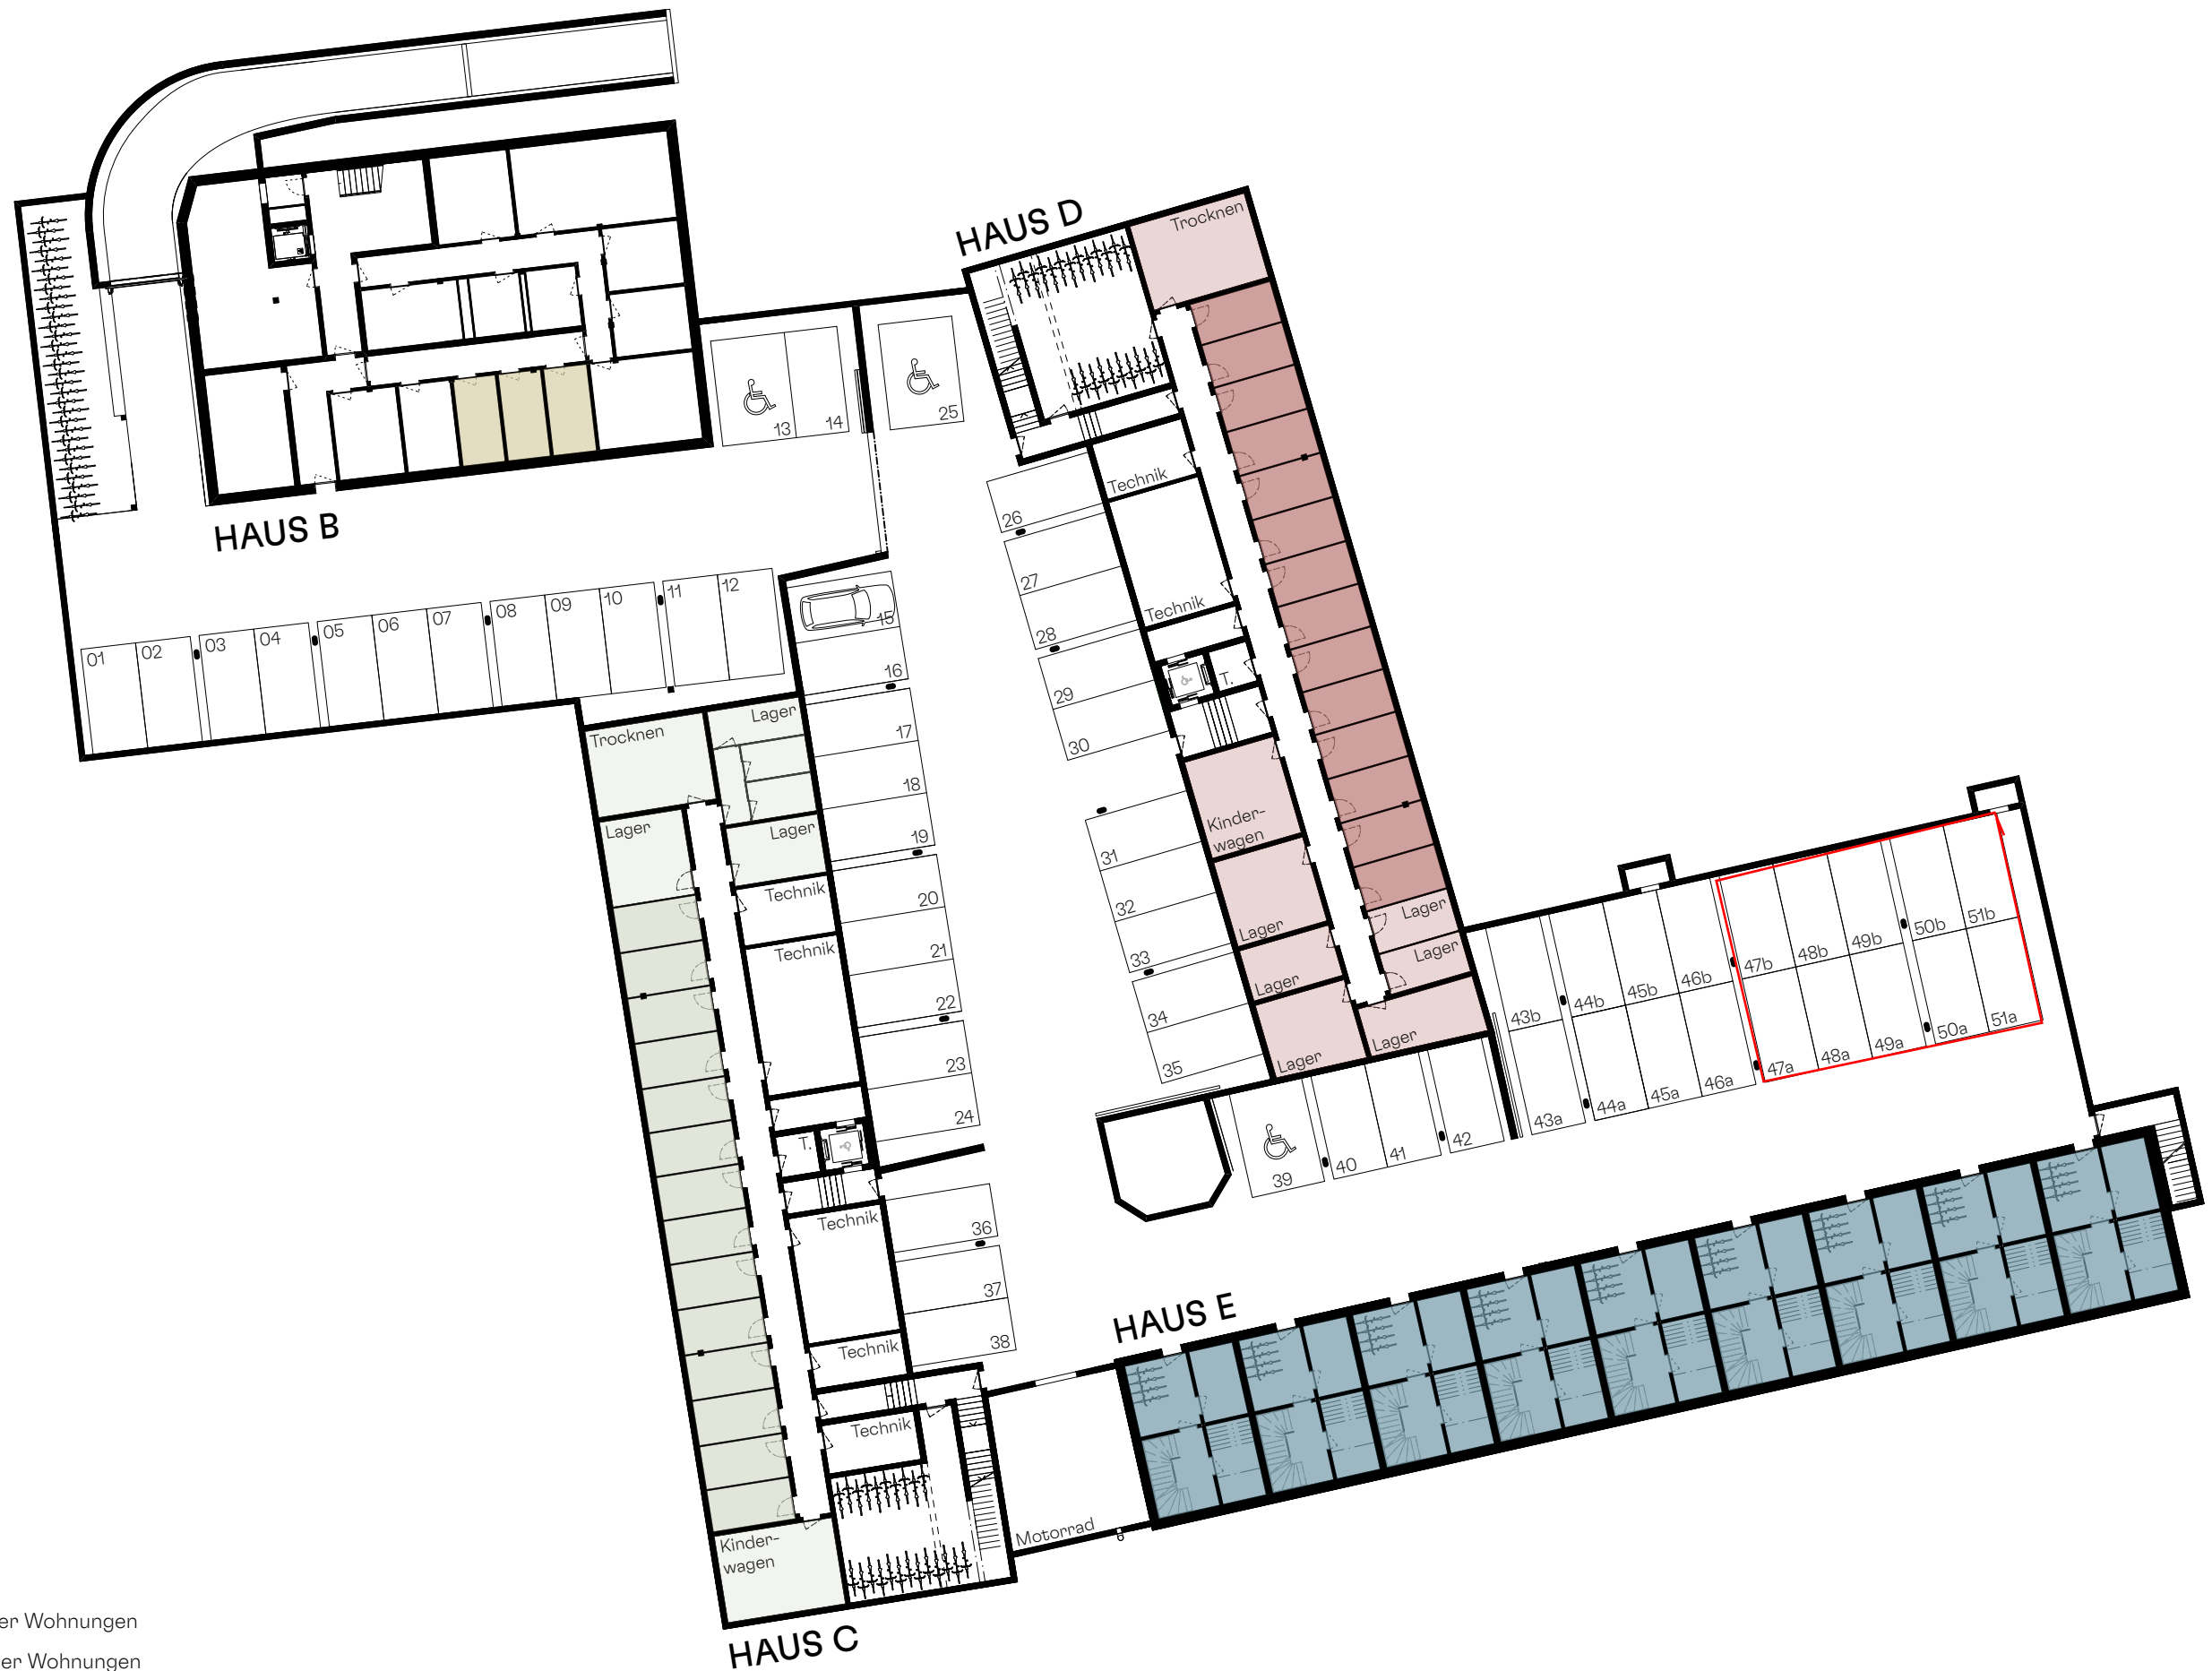 HAUS D
Trocknen
13
14
25
HAUS B
Technik
26
27
28
Technik
29
30
T.
01
02
03
04
05
06
07
08
09
10
11
12
15
16
Trocknen
Lager
17
18
19
Lager
Lager
Technik
20
Technik
21
22
23
24
T.
Technik
36
37
38
Technik
Technik
Kinder-
wagen
31
32
33
34
35
Lager
Lager
Lager
Lager
Lager
Lager
39
40
41
42
43b
44b
45b
46b
47b
48b
49b
50b
51b
43a
44a
45a
46a
47a
48a
49a
50a
51a
HAUS E
Motorrad
Kinder-
wagen
HAUS C
er Wohnungen
er Wohnungen